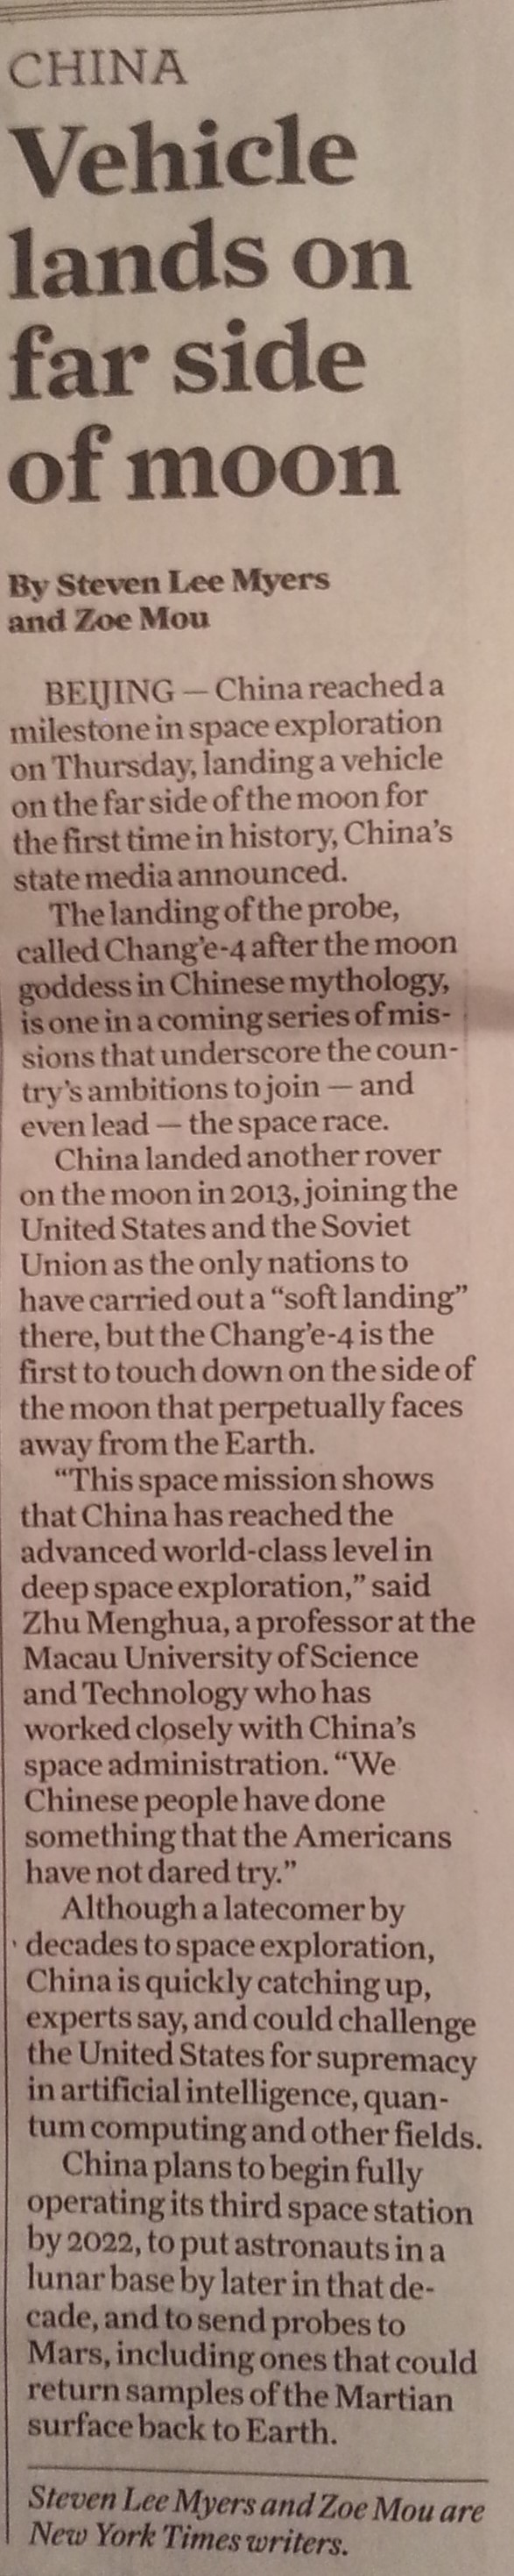 CHINA
Vehicle
lands on
far side
of moon
By Steven Lee Myers
and Zoe Mou
BEIJING — China reached a
milestone in space exploration
on Thursday, landing a vehicle
on the far side of the moon for
the first time in history, China's
state media announced.
The landing of the probe,
called Chang'e-4 after the moon
goddess in Chinese mythology,
is one in a coming series of mis-
sions that underscore the coun-
try's ambitions to join — and
even lead — the space race.
China landed another rover
on the moon in 2013, joining the
United States and the Soviet
Union as the only nations to
have carried out a “soft landing”
there, but the Chang'e-4 is the
first to touch down on the side of
the moon that perpetually faces
away from the Earth.
“This space mission shows
that China has reached the
advanced world-class level in
deep space exploration,” said
Zhu Menghua, a professor at the
Macau University of Science
and Technology who has
worked closely with China's
space administration. “We
Chinese people have done
something that the Americans
have not dared try.”
Although a latecomer by
decades to space exploration,
China is quickly catching up,
experts say, and could challenge
the United States for supremacy
in artificial intelligence, quan-
tum computing and other fields.
China plans to begin fully
operating its third space station
by 2022, to put astronauts in a
lunar base by later in that de-
cade, and to send probes to
Mars, including ones that could
return samples of the Martian
surface back to Earth.
Steven Lee Myers and Zoe Mou are
New York Times writers.